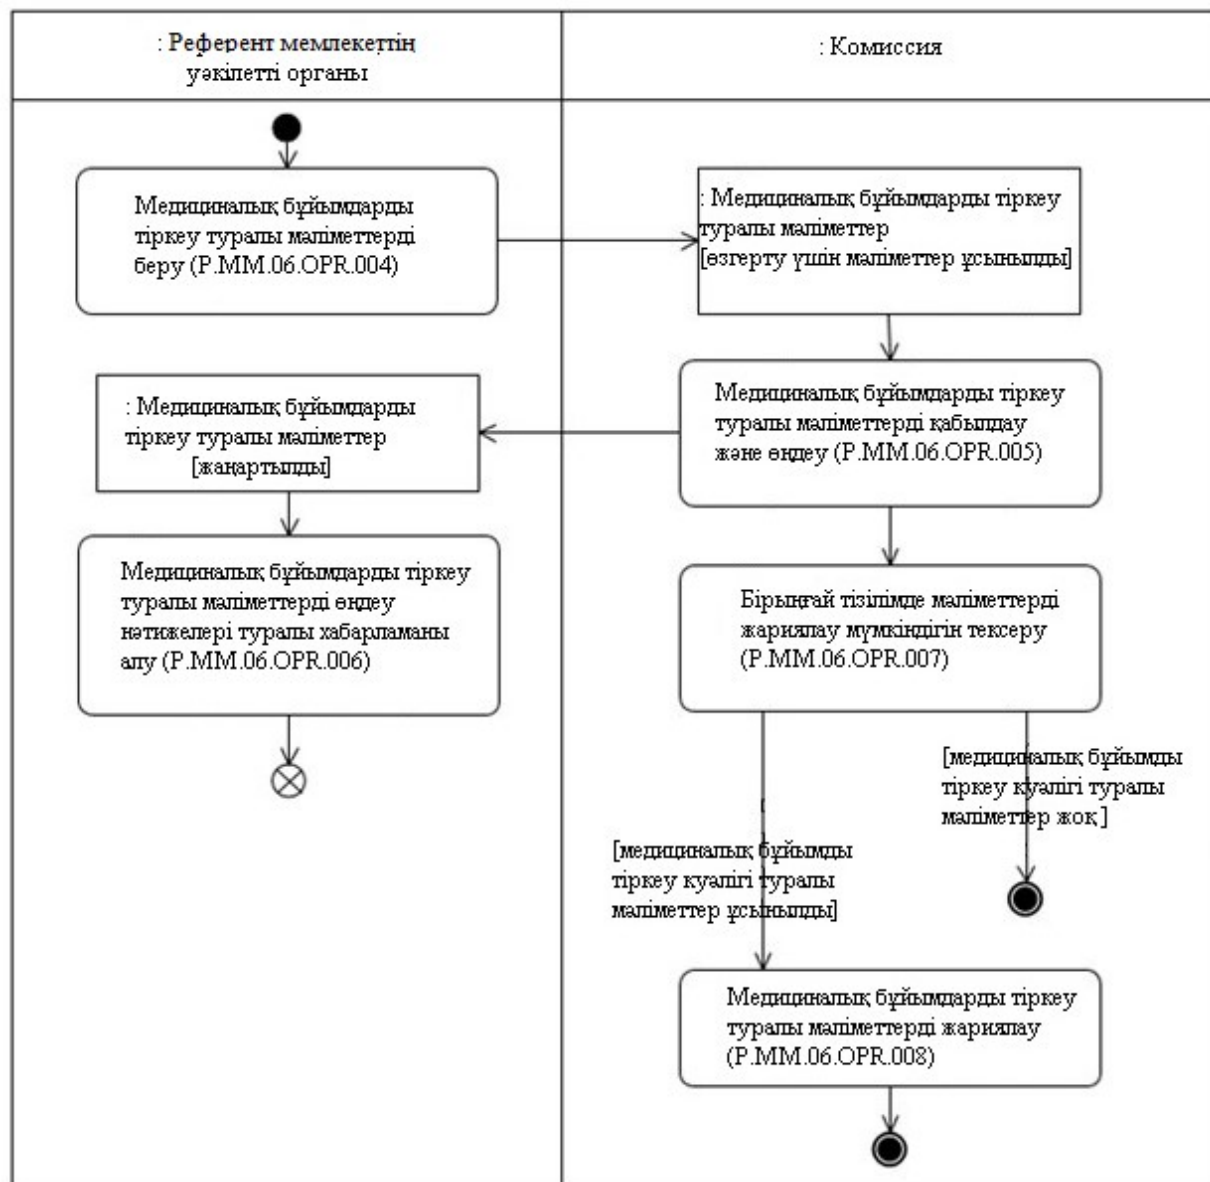 : Референт мемлекеттің
уәкілетті органы
: Комиссия
Медициналық бұйымдарды
тіркеу туралы мәліметтерді
беру (P.MM.06.OPR.004)
: Медициналық бұйымдарды тіркеу
туралы мәліметтер
[өзгерту үшін мәліметтер ұсынылды]
: Медициналық бұйымдарды
тіркеу туралы мәліметтер
[жаңартылды]
Медициналық бұйымдарды тіркеу
туралы мәліметтерді қабылдау
және өңдеу (P.MM.06.OPR.005)
Медициналық бұйымдарды тіркеу
туралы мәліметтерді өңдеу
нәтижелері туралы хабарламаны
алу (P.MM.06.OPR.006)
Бірыңғай тізілімде мәліметтерді
жариялау мүмкіндігін тексеру
(P.MM.06.OPR.007)
[медициналық бұйымды
тіркеу куәлігі туралы
мәліметтер жоқ ]
[медициналық бұйымды
тіркеу куәлігі туралы
мәліметтер ұсынылды]
Медициналық бұйымдарды тіркеу
туралы мәліметтерді жариялау
(P.MM.06.OPR.008)